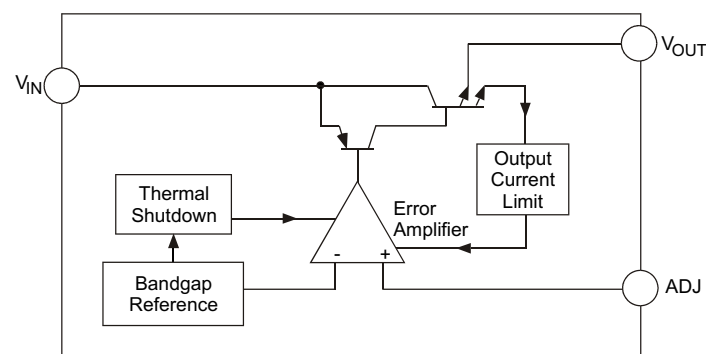 VOUT
VIN
Output
Current
Limit
Thermal
Shutdown
Error
Amplifier
- +
Bandgap
Reference
ADJ